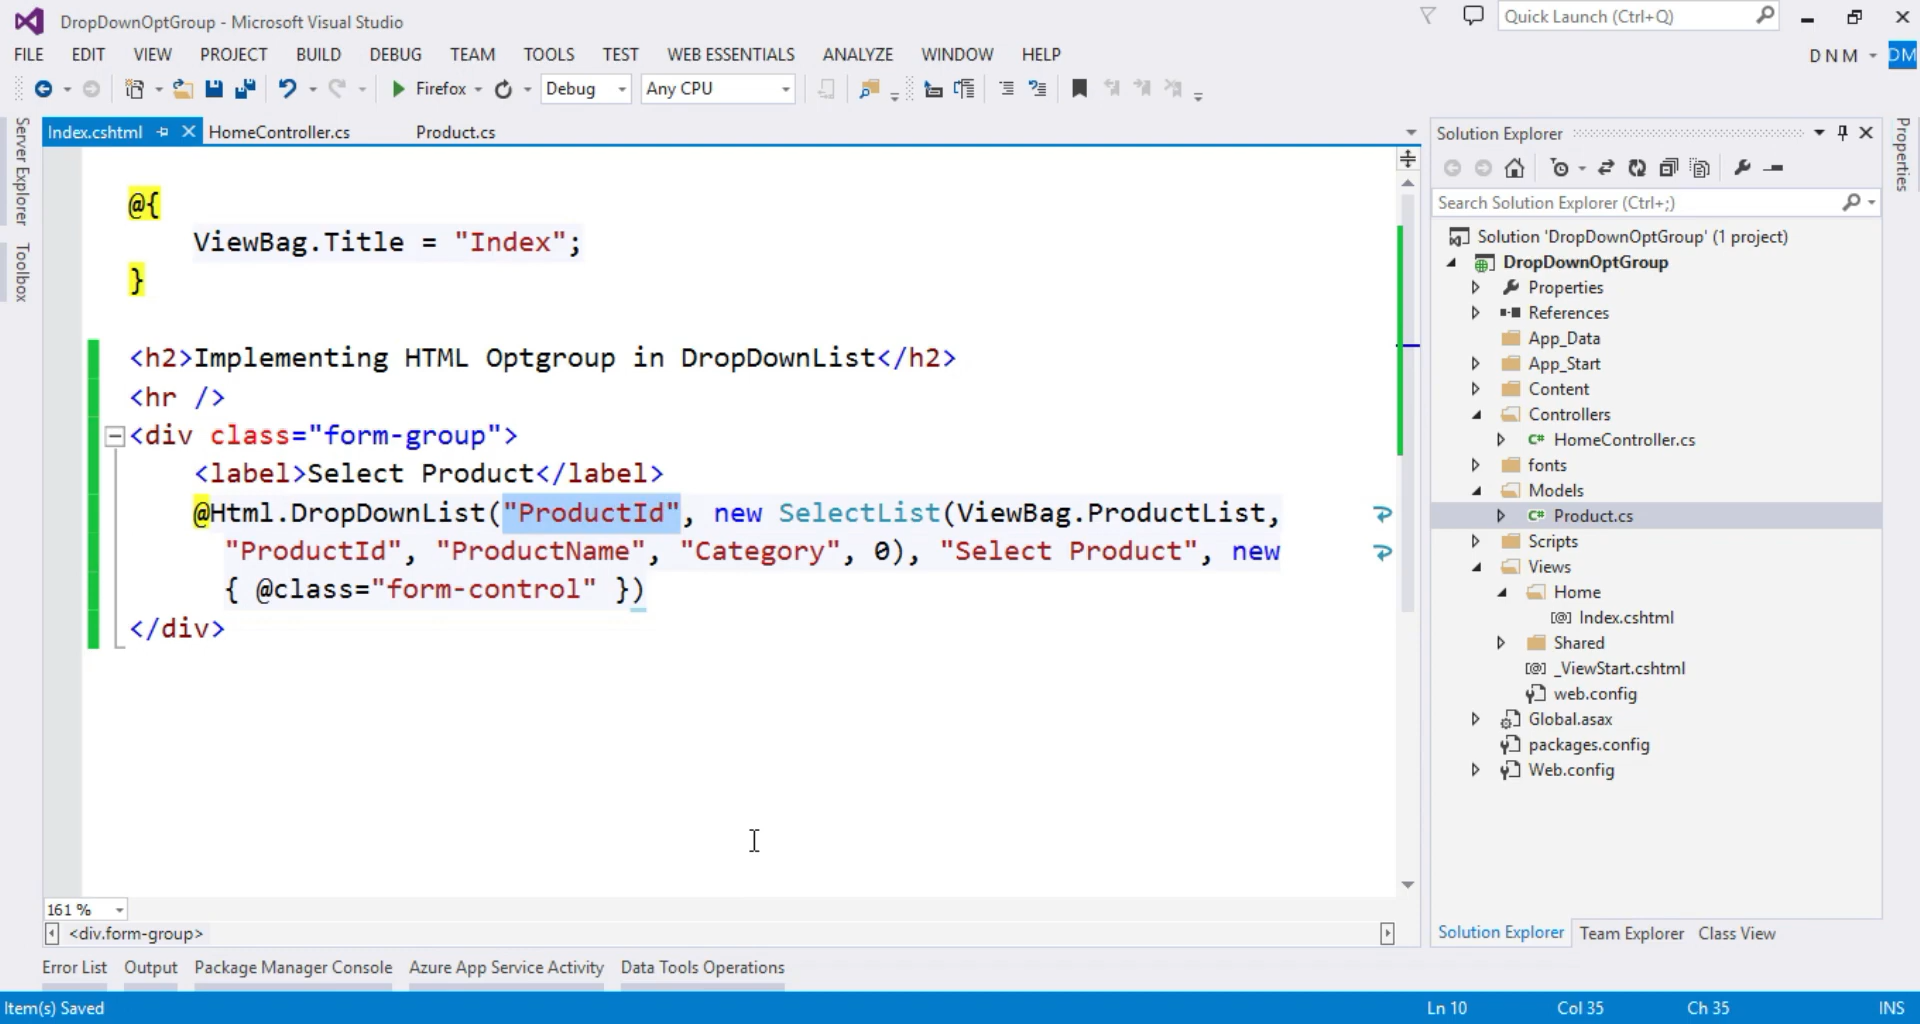 DropDownOptGroup - Microsoft Visual Studio
Quick Launch (Ctrl+Q)
FILE EDIT VIEW PROJECT BUILD DEBUG TEAM TOOLS TEST WEB ESSENTIALS ANALYZE WINDOW HELP
D N M DM
Firefox Debug Any CPU
Server Explorer
Toolbox
Index.cshtml HomeController.cs Product.cs
@{
ViewBag.Title = "Index";
}
<h2>Implementing HTML Optgroup in DropDownList</h2>
<hr />
<div class="form-group">
<label>Select Product</label>
@Html.DropDownList("ProductId", new SelectList(ViewBag.ProductList,
"ProductId", "ProductName", "Category", 0), "Select Product", new
{ @class="form-control" })
</div>
161 %
<div.form-group>
Solution Explorer
Search Solution Explorer (Ctrl+;)
Solution 'DropDownOptGroup' (1 project)
DropDownOptGroup
Properties
References
App_Data
App_Start
Content
Controllers
C# HomeController.cs
fonts
Models
C# Product.cs
Scripts
Views
Home
[@] Index.cshtml
Shared
[@] _ViewStart.cshtml
web.config
Global.asax
packages.config
Web.config
Solution Explorer Team Explorer Class View
Properties
Error List Output Package Manager Console Azure App Service Activity Data Tools Operations
Item(s) Saved Ln 10 Col 35 Ch 35 INS